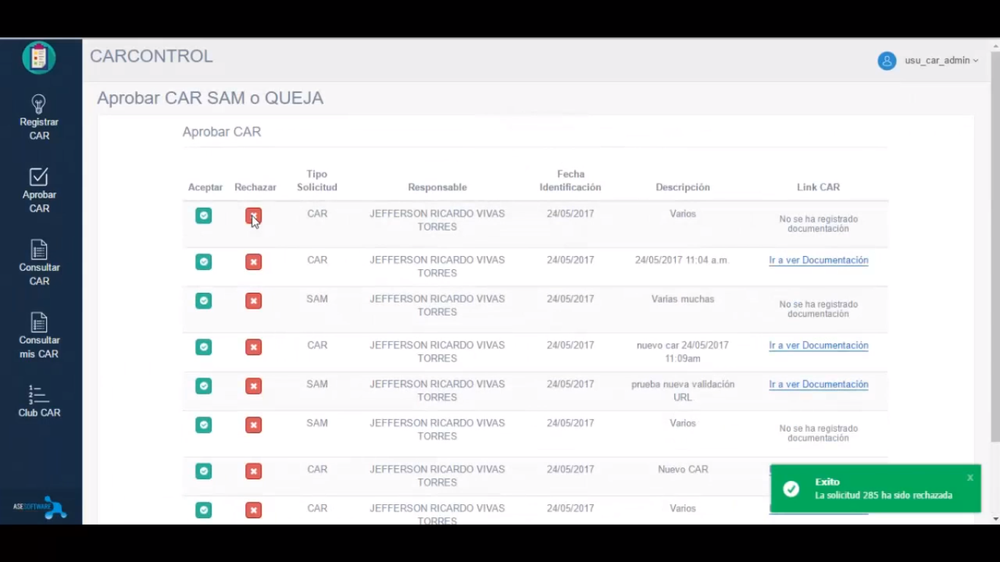 CARCONTROL
usu_car_admin
Registrar
CAR
Aprobar
CAR
Consultar
CAR
Consultar
mis CAR
1
2
3
Club CAR
ASESOFTWARE
Aprobar CAR SAM o QUEJA
Aprobar CAR
Aceptar
Rechazar
Tipo
Solicitud
Responsable
Fecha
Identificación
Descripción
Link CAR
CAR
JEFFERSON RICARDO VIVAS
TORRES
24/05/2017
Varios
No se ha registrado
documentación
CAR
JEFFERSON RICARDO VIVAS
TORRES
24/05/2017
24/05/2017 11:04 a.m.
Ir a ver Documentación
SAM
JEFFERSON RICARDO VIVAS
TORRES
24/05/2017
Varias muchas
No se ha registrado
documentación
CAR
JEFFERSON RICARDO VIVAS
TORRES
24/05/2017
nuevo car 24/05/2017
11:09am
Ir a ver Documentación
SAM
JEFFERSON RICARDO VIVAS
TORRES
24/05/2017
prueba nueva validación
URL
Ir a ver Documentación
SAM
JEFFERSON RICARDO VIVAS
TORRES
24/05/2017
Varios
No se ha registrado
documentación
CAR
JEFFERSON RICARDO VIVAS
TORRES
24/05/2017
Nuevo CAR
CAR
JEFFERSON RICARDO VIVAS
TORRES
24/05/2017
Varios
Exito
x
La solicitud 285 ha sido rechazada